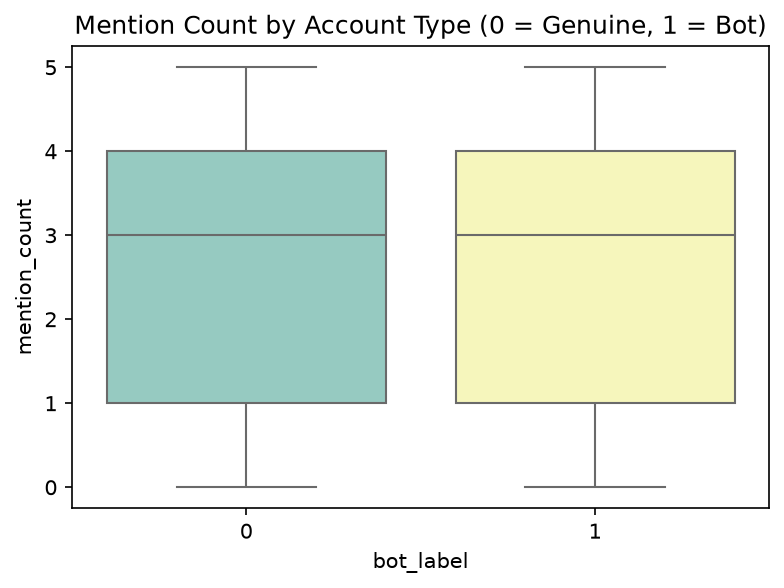 Mention Count by Account Type (0 = Genuine, 1 = Bot)
mention_count
5
4
3
2
1
0
0 1
bot_label